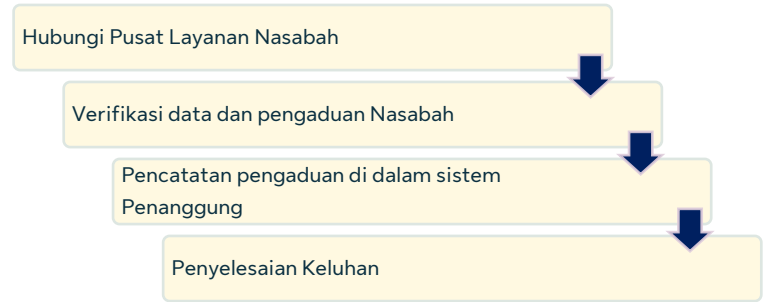 Hubungi Pusat Layanan Nasabah
Verifikasi data dan pengaduan Nasabah
Pencatatan pengaduan di dalam sistem
Penanggung
Penyelesaian Keluhan